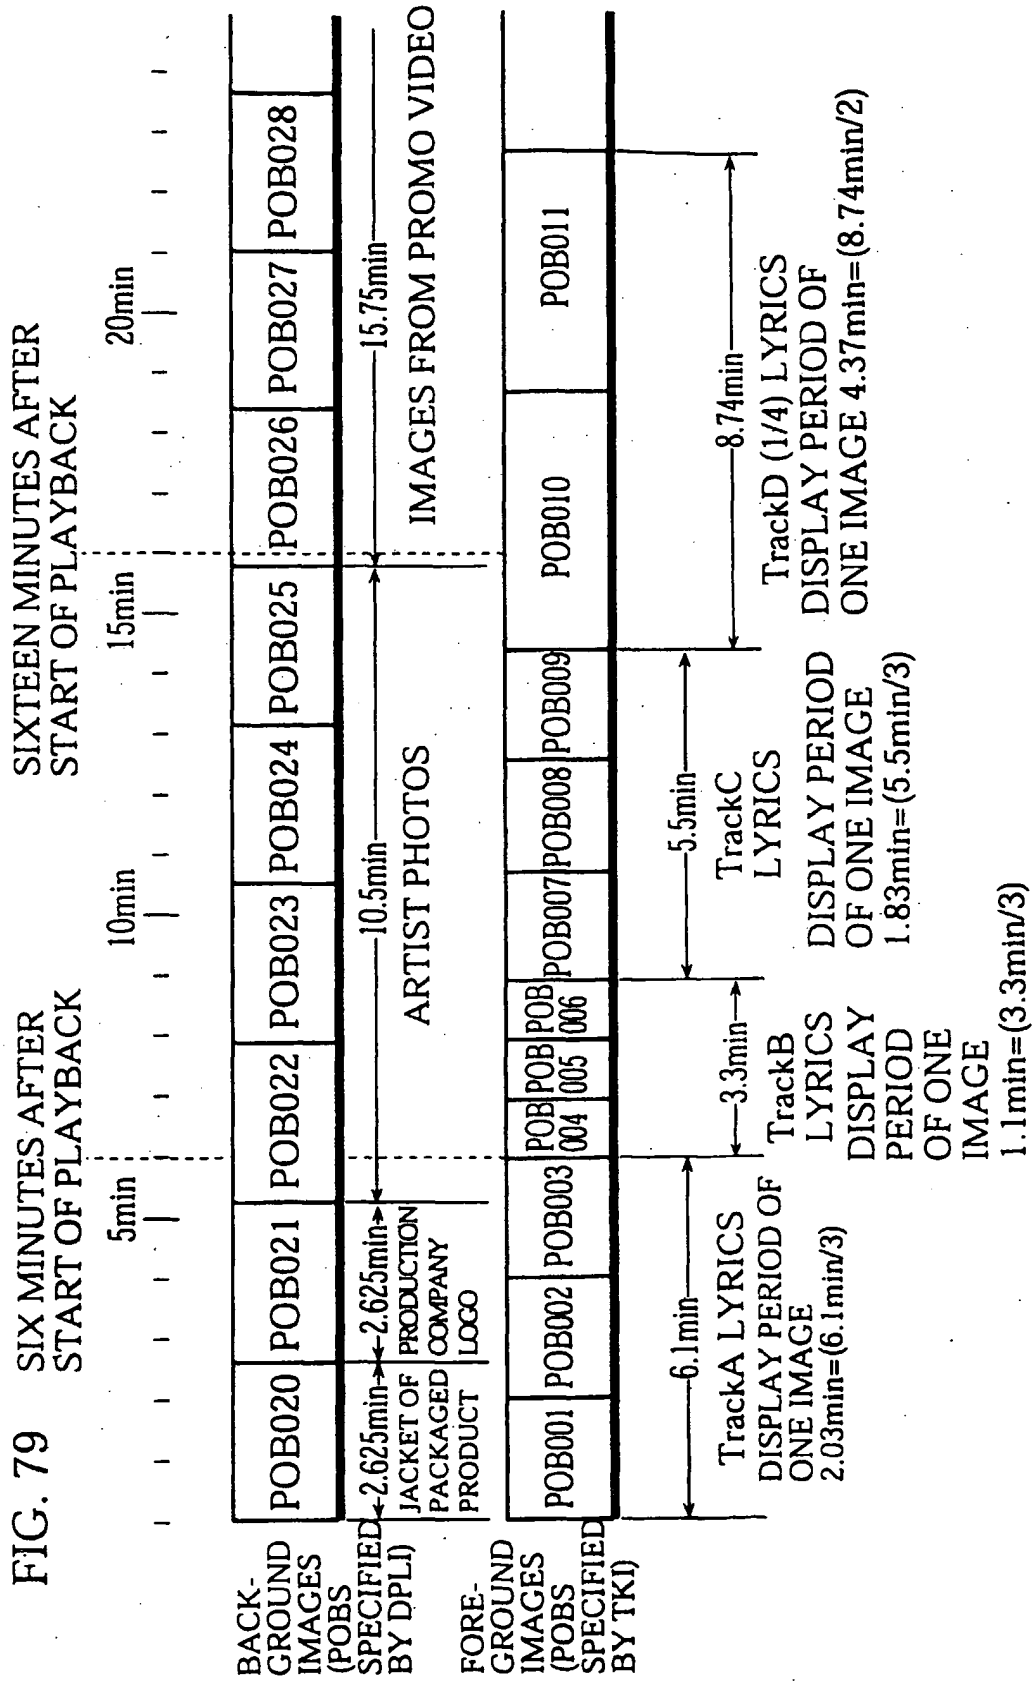 FIG. 79
SIX MINUTES AFTER
START OF PLAYBACK
SIXTEEN MINUTES AFTER
START OF PLAYBACK
5min
10min
15min
20min
BACK-
GROUND
IMAGES
(POBS
SPECIFIED
BY DPLI)
POB020
POB021
POB022
POB023
POB024
POB025
POB026
POB027
POB028
2.625min
JACKET OF
PACKAGED
PRODUCT
2.625min
PRODUCTION
COMPANY
LOGO
10.5min
ARTIST PHOTOS
15.75min
IMAGES FROM PROMO VIDEO
FORE-
GROUND
IMAGES
(POBS
SPECIFIED
BY TKI)
POB001
POB002
POB003
POB
004
POB
005
POB
006
POB007
POB008
POB009
POB010
POB011
6.1min
TrackA LYRICS
DISPLAY PERIOD OF
ONE IMAGE
2.03min=(6.1min/3)
3.3min
TrackB
LYRICS
DISPLAY
PERIOD
OF ONE
IMAGE
1.1min=(3.3min/3)
5.5min
TrackC
LYRICS
DISPLAY PERIOD
OF ONE IMAGE
1.83min=(5.5min/3)
8.74min
TrackD (1/4) LYRICS
DISPLAY PERIOD OF
ONE IMAGE 4.37min=(8.74min/2)